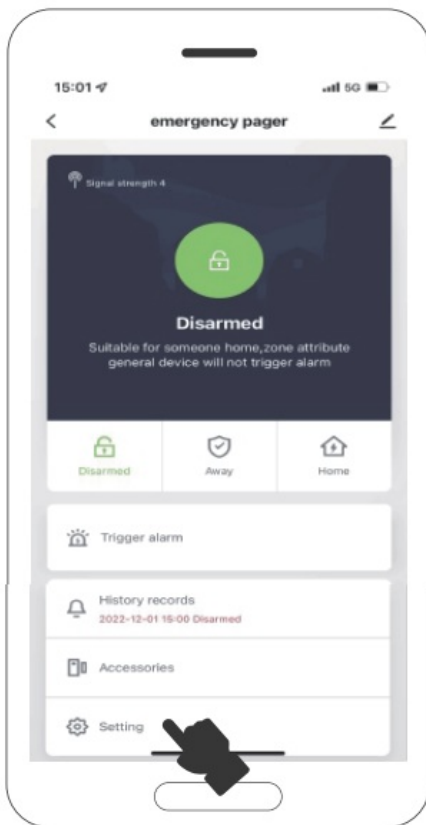 15:01
5G
emergency pager
Signal strength 4
Disarmed
Suitable for someone home,zone attribute
general device will not trigger alarm
Disarmed
Away
Home
Trigger alarm
History records
2022-12-01 15:00 Disarmed
Accessories
Setting